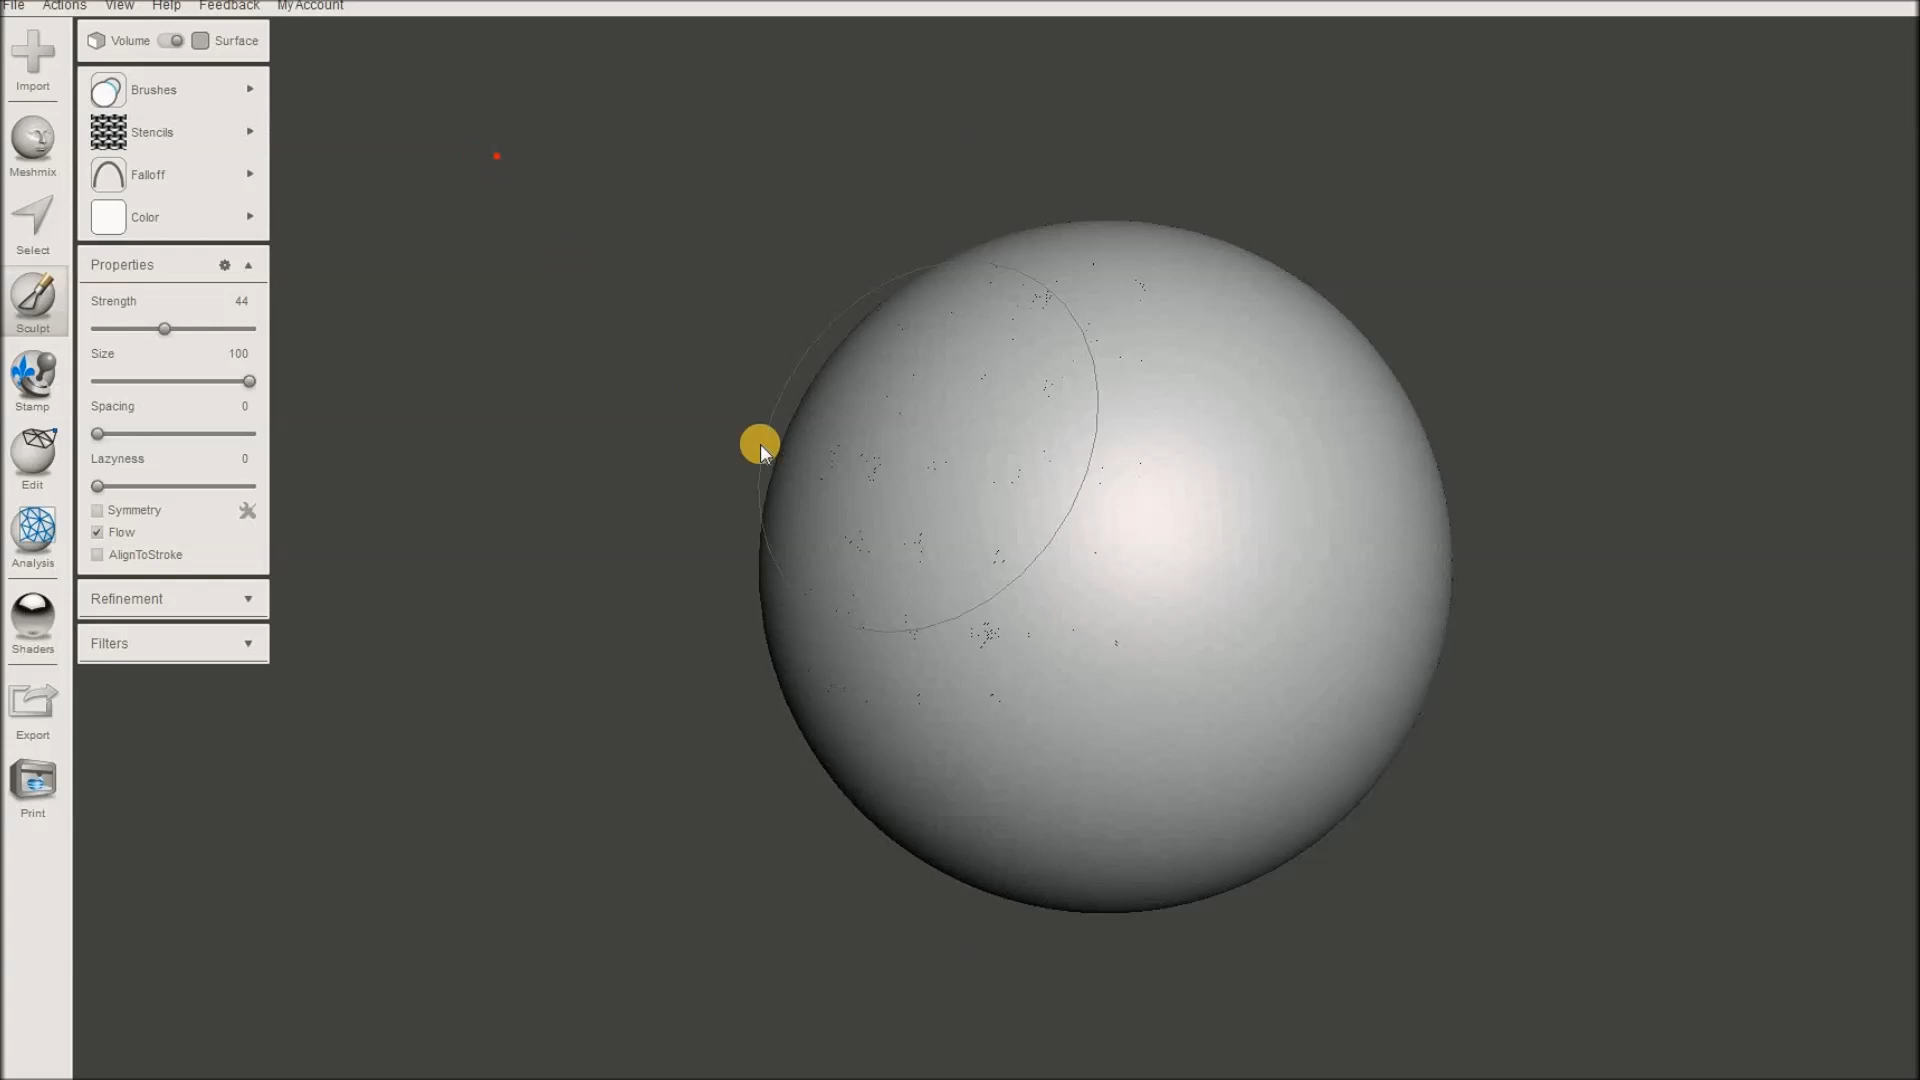 File Actions View Help Feedback My Account
Import
Meshmix
Select
Sculpt
Stamp
Edit
Analysis
Shaders
Export
Print
Volume Surface
Brushes
Stencils
Falloff
Color
Properties
Strength 44
Size 100
Spacing 0
Lazyness 0
Symmetry
Flow
AlignToStroke
Refinement
Filters